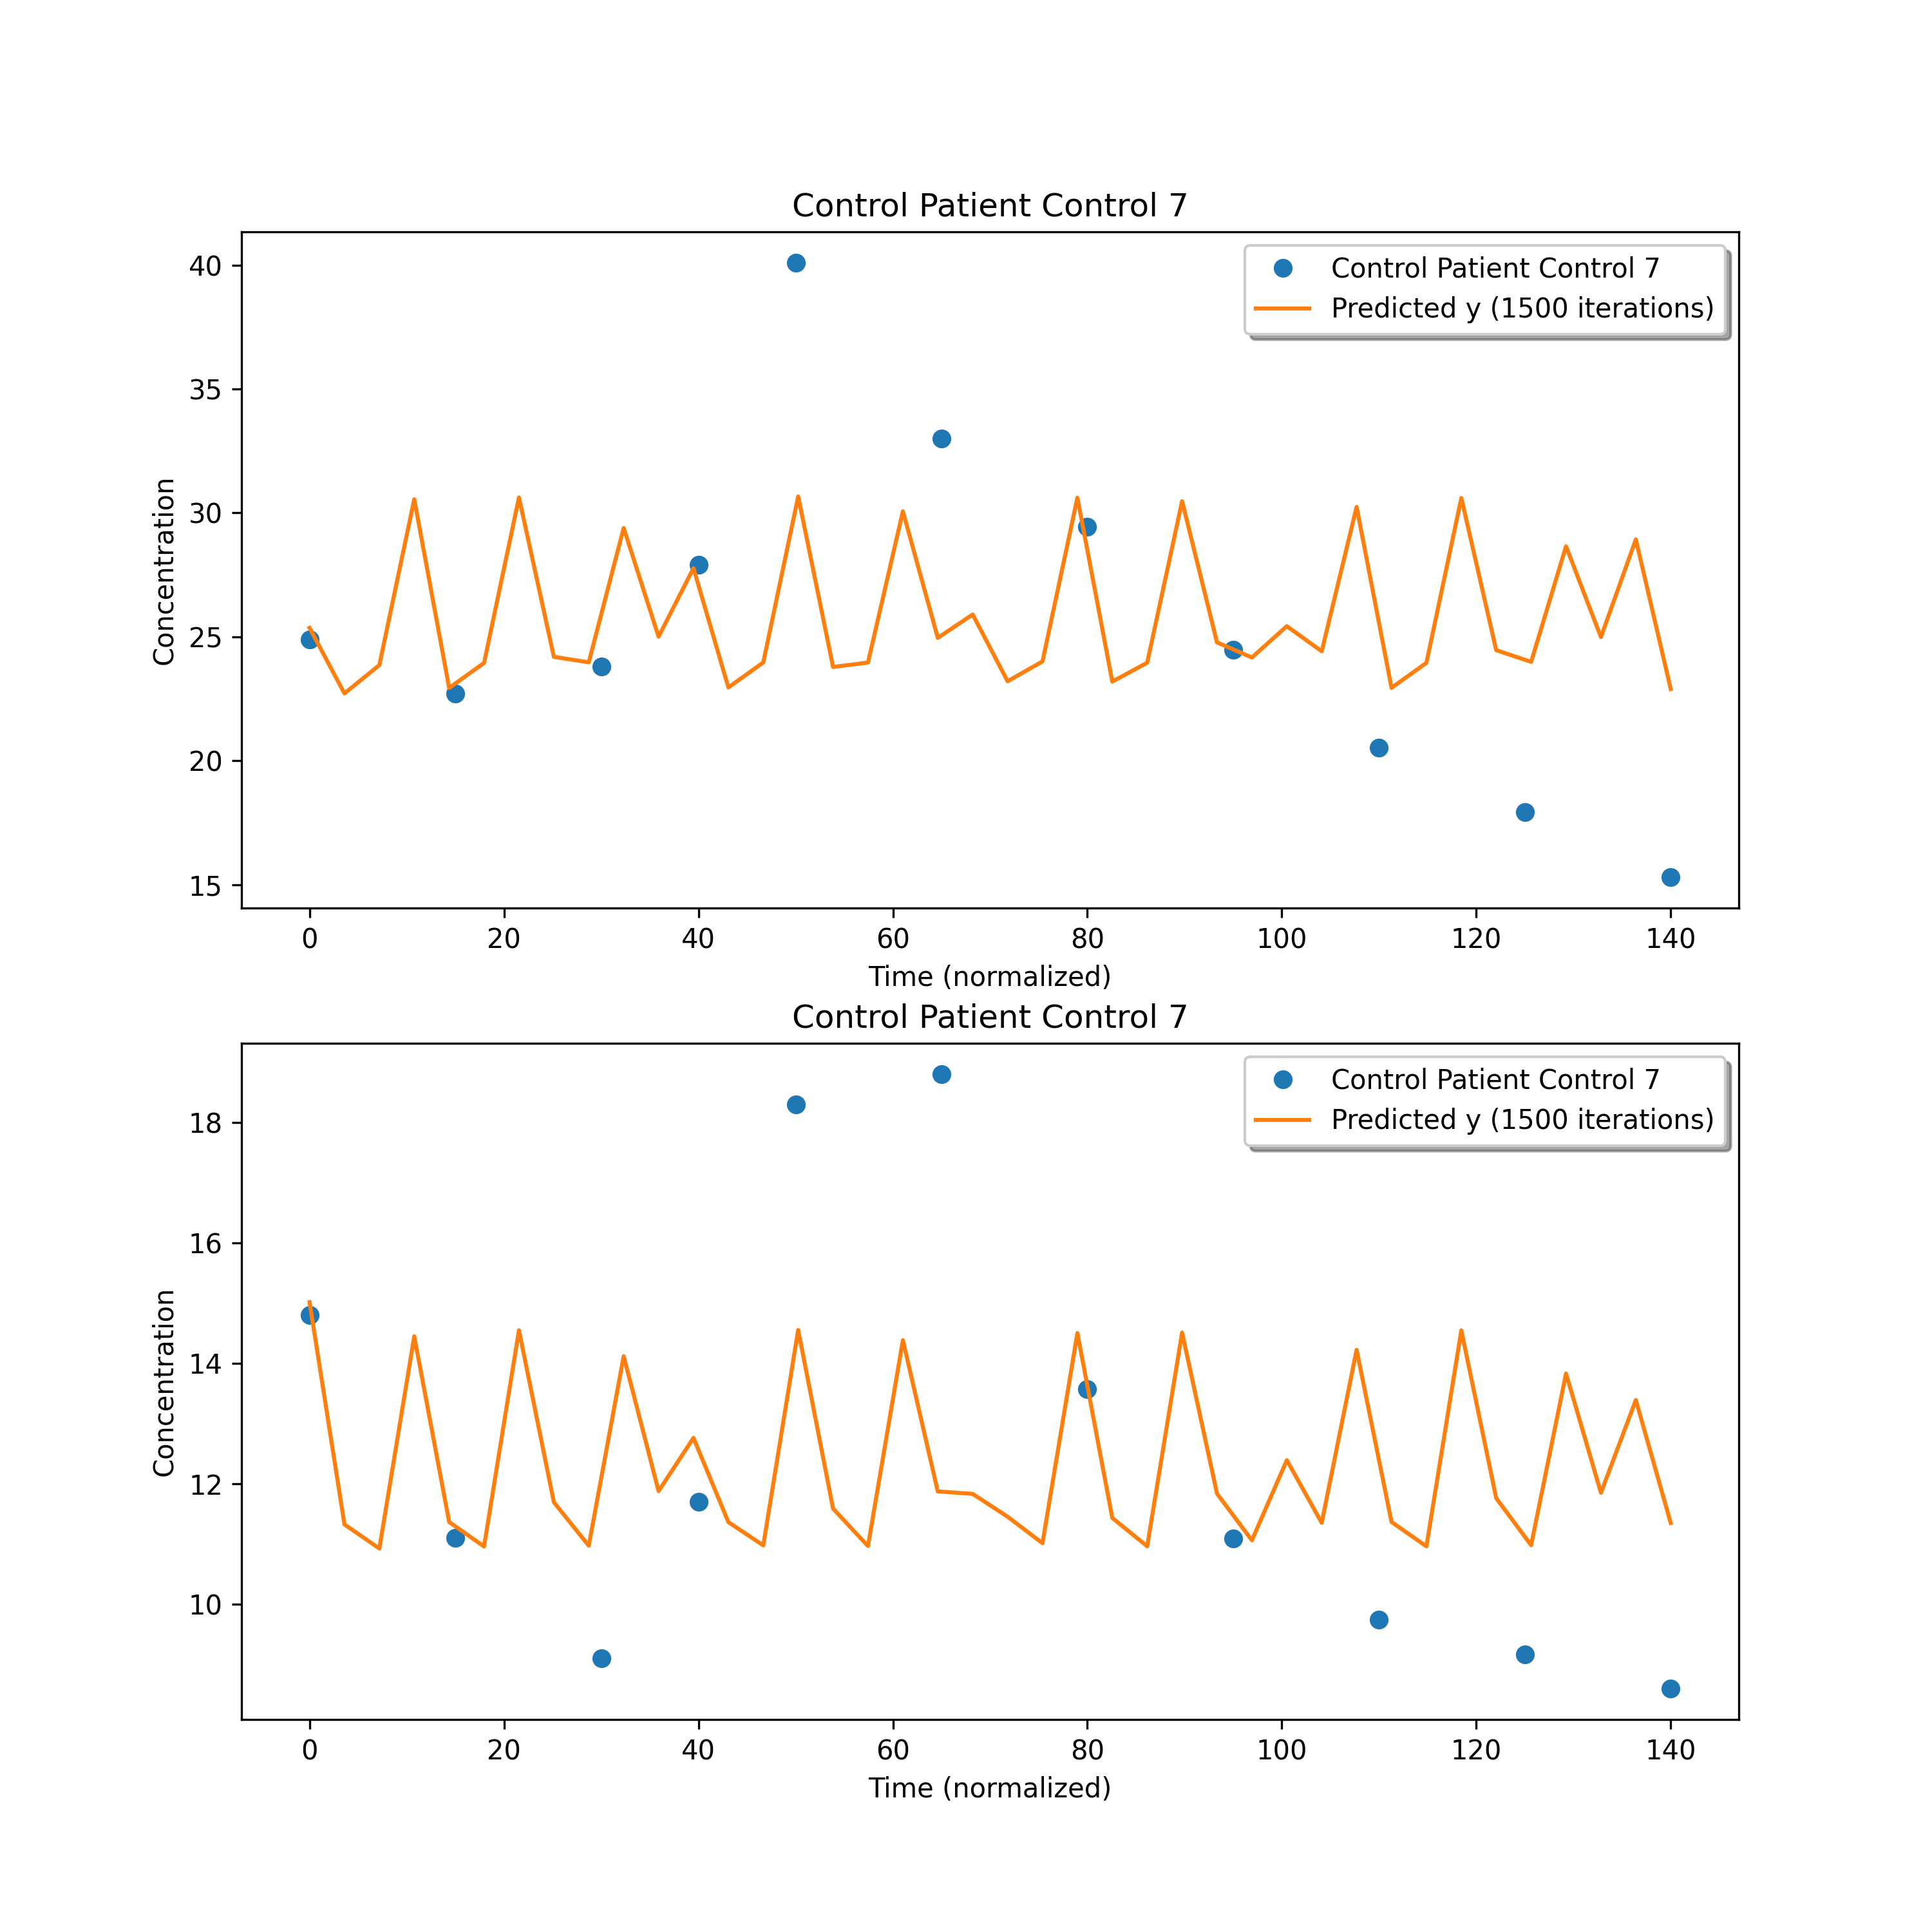 Control Patient Control 7
Control Patient Control 7
Predicted y (1500 iterations)
Concentration
40
35
30
25
20
15
0 20 40 60 80 100 120 140
Time (normalized)
Control Patient Control 7
Control Patient Control 7
Predicted y (1500 iterations)
Concentration
18
16
14
12
10
0 20 40 60 80 100 120 140
Time (normalized)